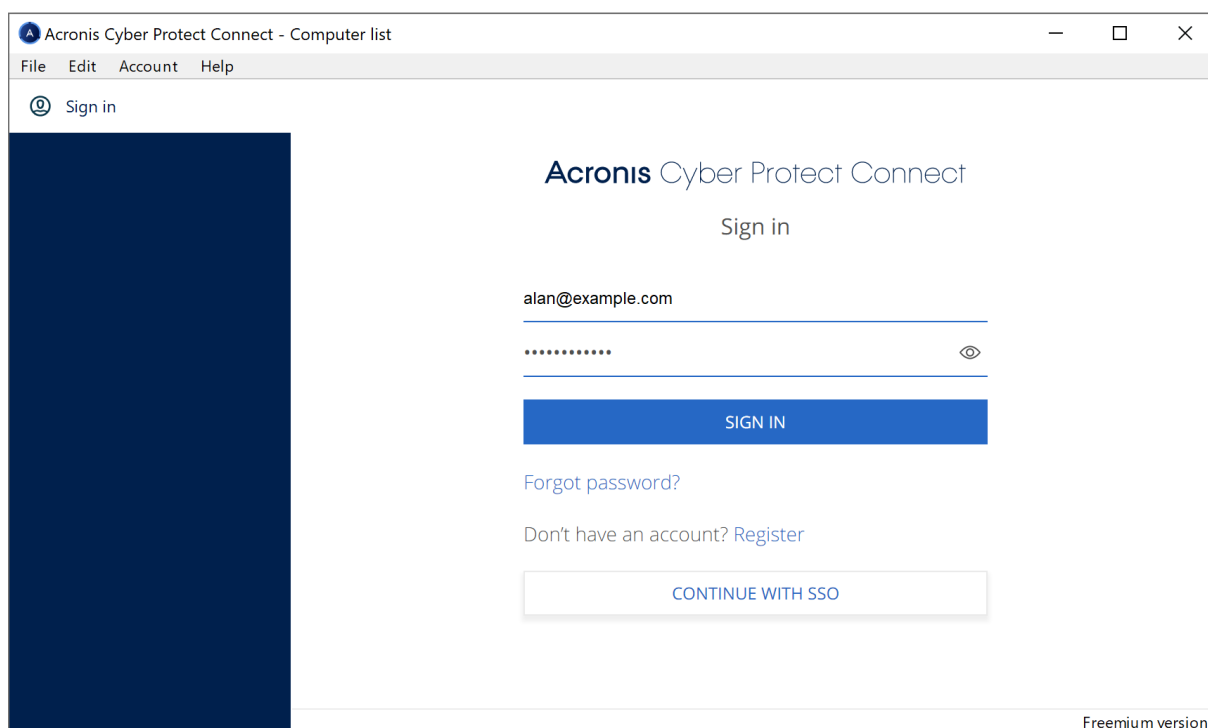 Acronis Cyber Protect Connect - Computer list
File Edit Account Help
Sign in
Acronis Cyber Protect Connect
Sign in
alan@example.com
••••••••••••
SIGN IN
Forgot password?
Don’t have an account? Register
CONTINUE WITH SSO
Freemium version